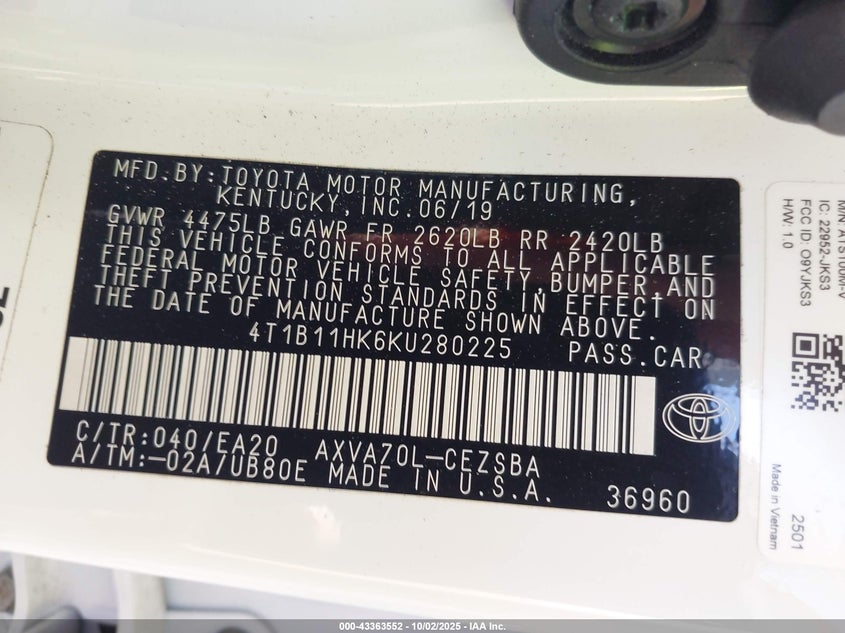 MFD.BY:TOYOTA MOTOR MANUFACTURING,
KENTUCKY,INC.06/19
GVWR 4475LB GAWR FR 2620LB RR 2420LB
THIS VEHICLE CONFORMS TO ALL APPLICABLE
FEDERAL MOTOR VEHICLE SAFETY,BUMPER,AND
THEFT PREVENTION STANDARDS IN EFFECT ON
THE DATE OF MANUFACTURE SHOWN ABOVE.
4T1B11HK6KU280225 PASS.CAR
C/TR:040/EA20 AXVA70L-CEZSBA
A/TM:-02A/UB80E MADE IN U.S.A. 36960
M/N: ATS100M-V
IC: 22952-JKS3
FCC ID: O9YJKS3
H/W: 1.0
2501
Made in Vietnam
000-43363552 | 10/02/2025 | IAA Inc.